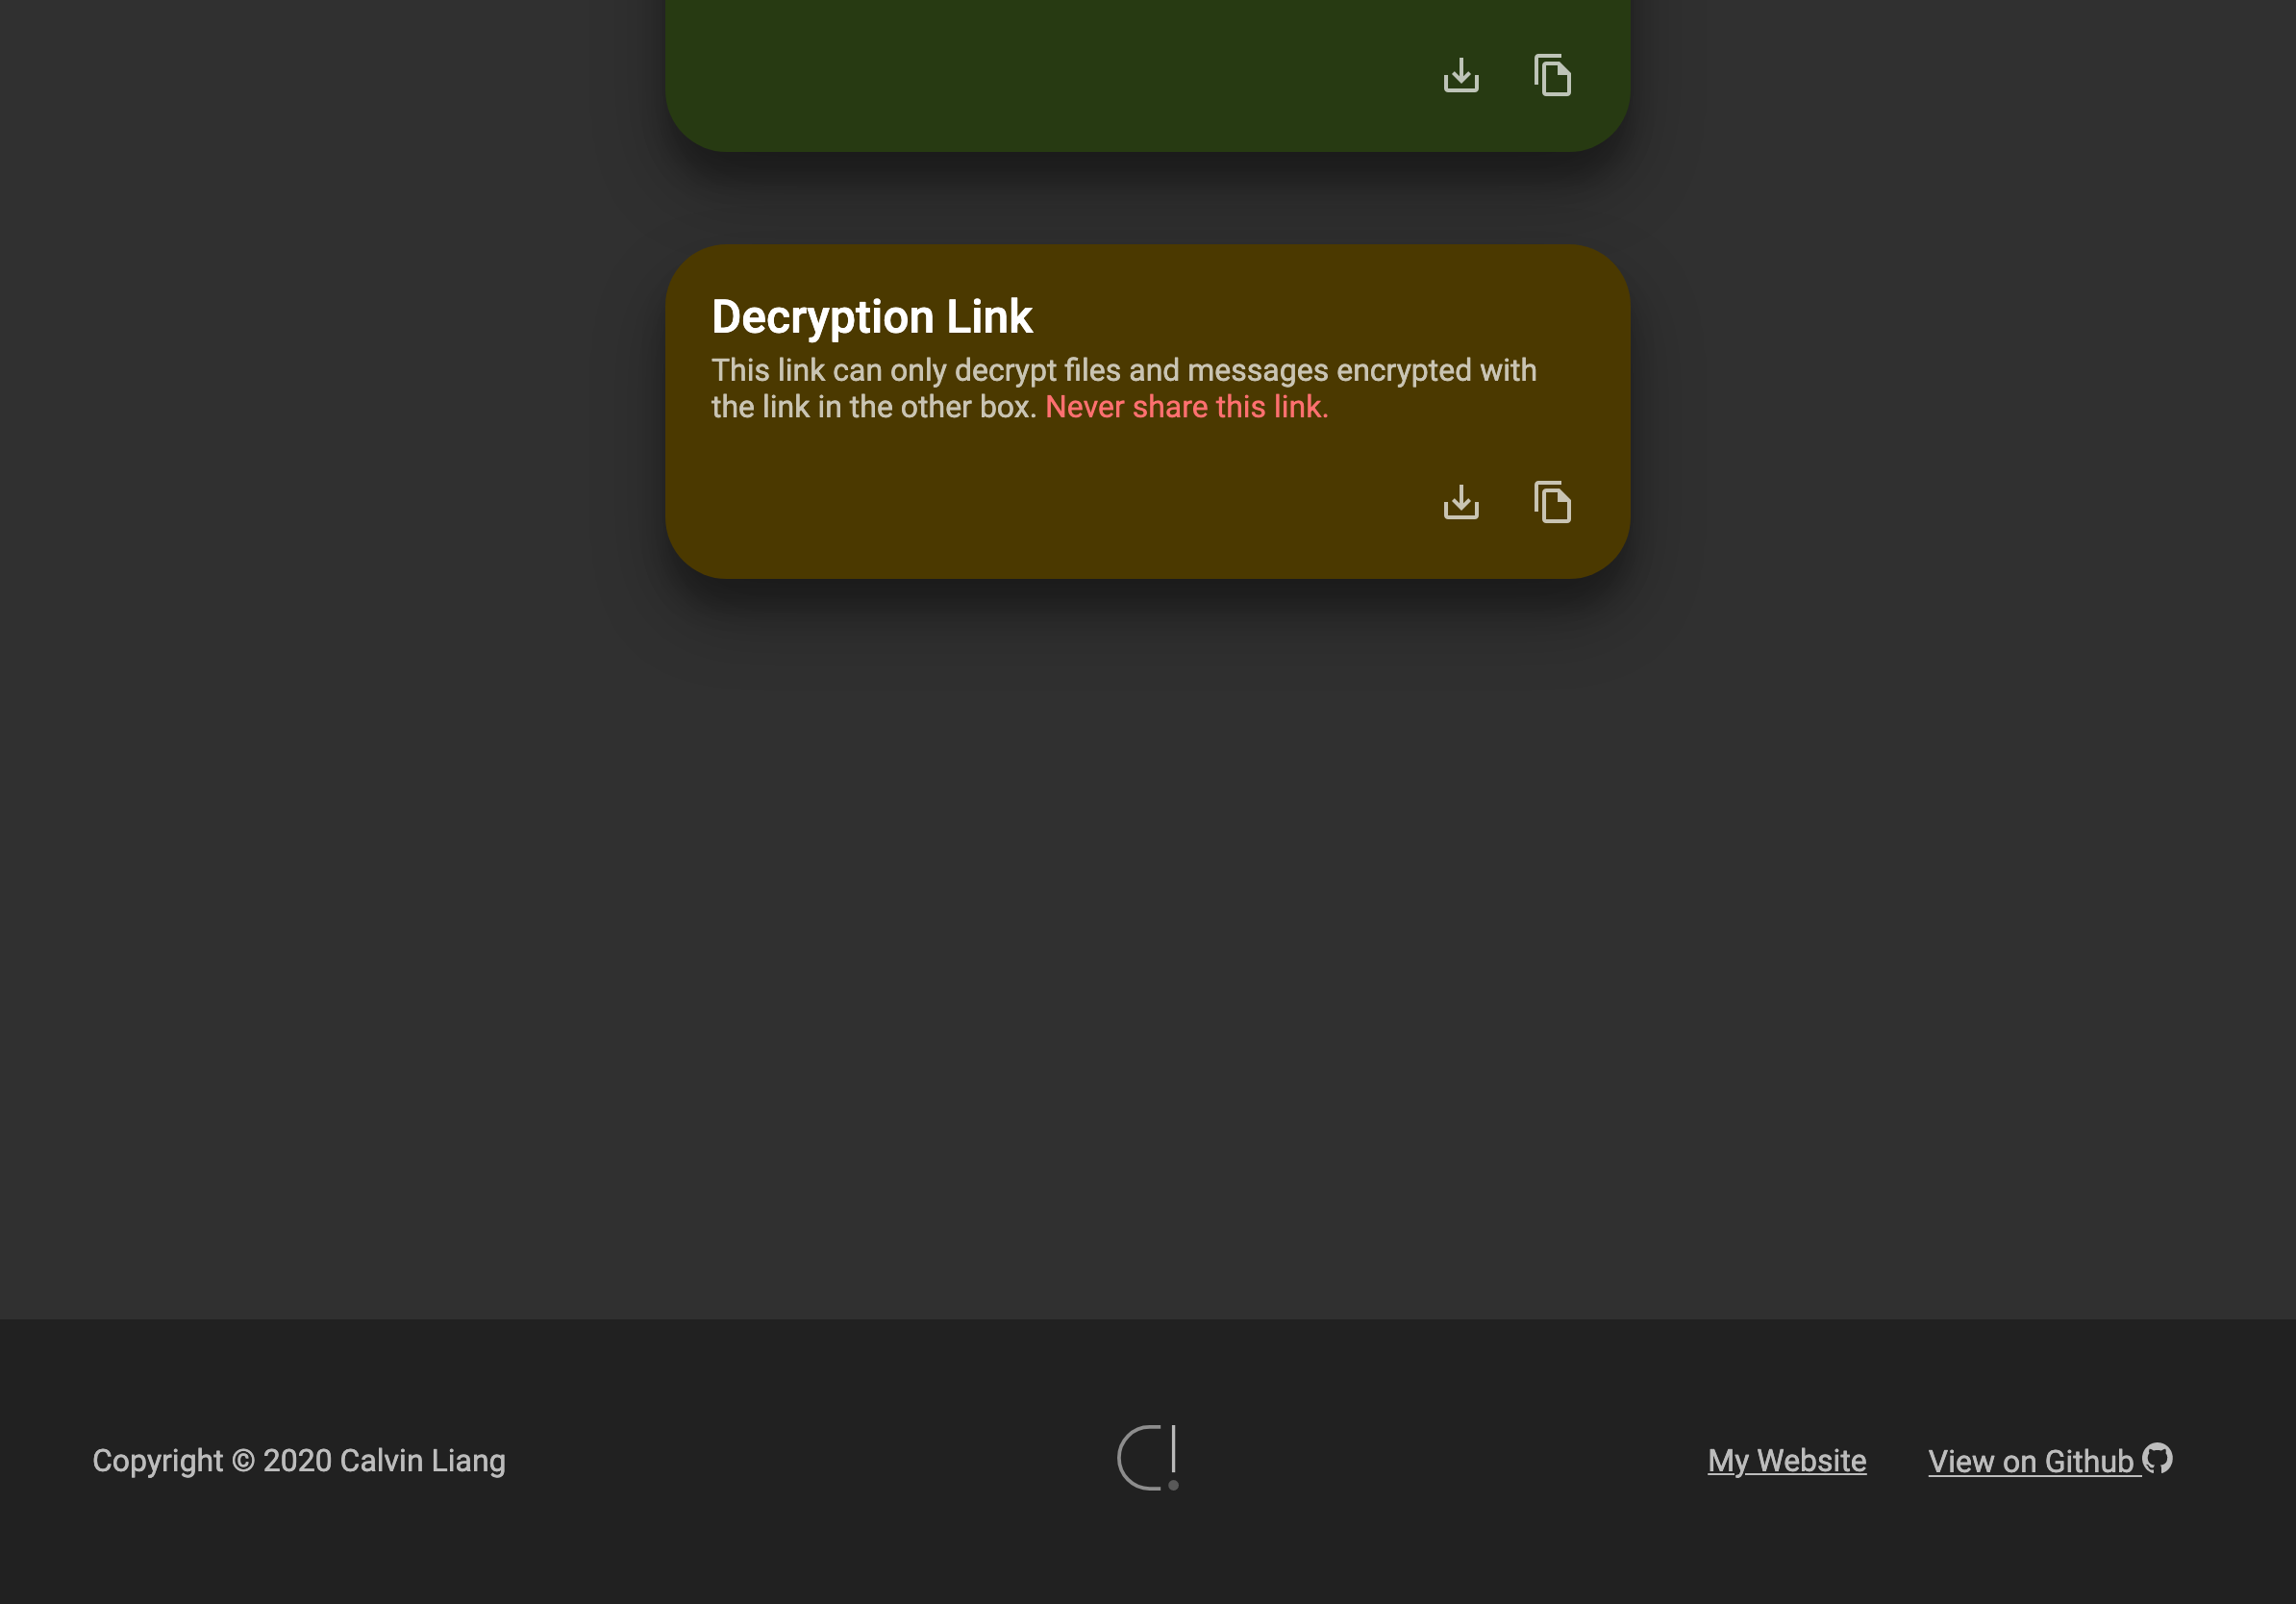 Decryption Link
This link can only decrypt files and messages encrypted with
the link in the other box. Never share this link.
Copyright © 2020 Calvin Liang
My Website
View on Github